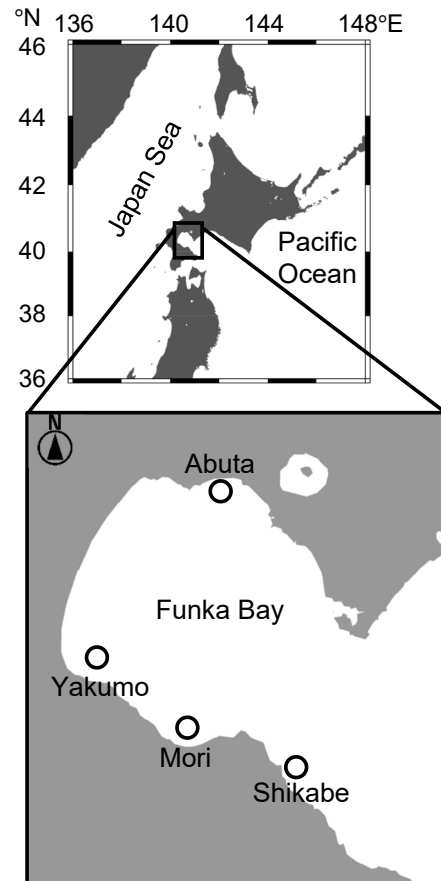 136 140 144 148°E
°N
46
44
42
40
38
36
Japan Sea
Pacific
Ocean
N
Abuta
Funka Bay
Yakumo
Mori
Shikabe